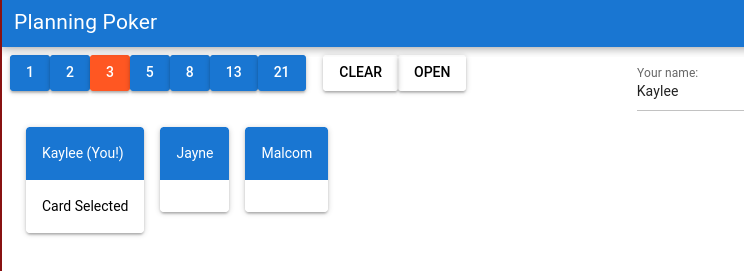 Planning Poker
1 2 3 5 8 13 21 CLEAR OPEN
Your name:
Kaylee
Kaylee (You!) Jayne Malcom
Card Selected